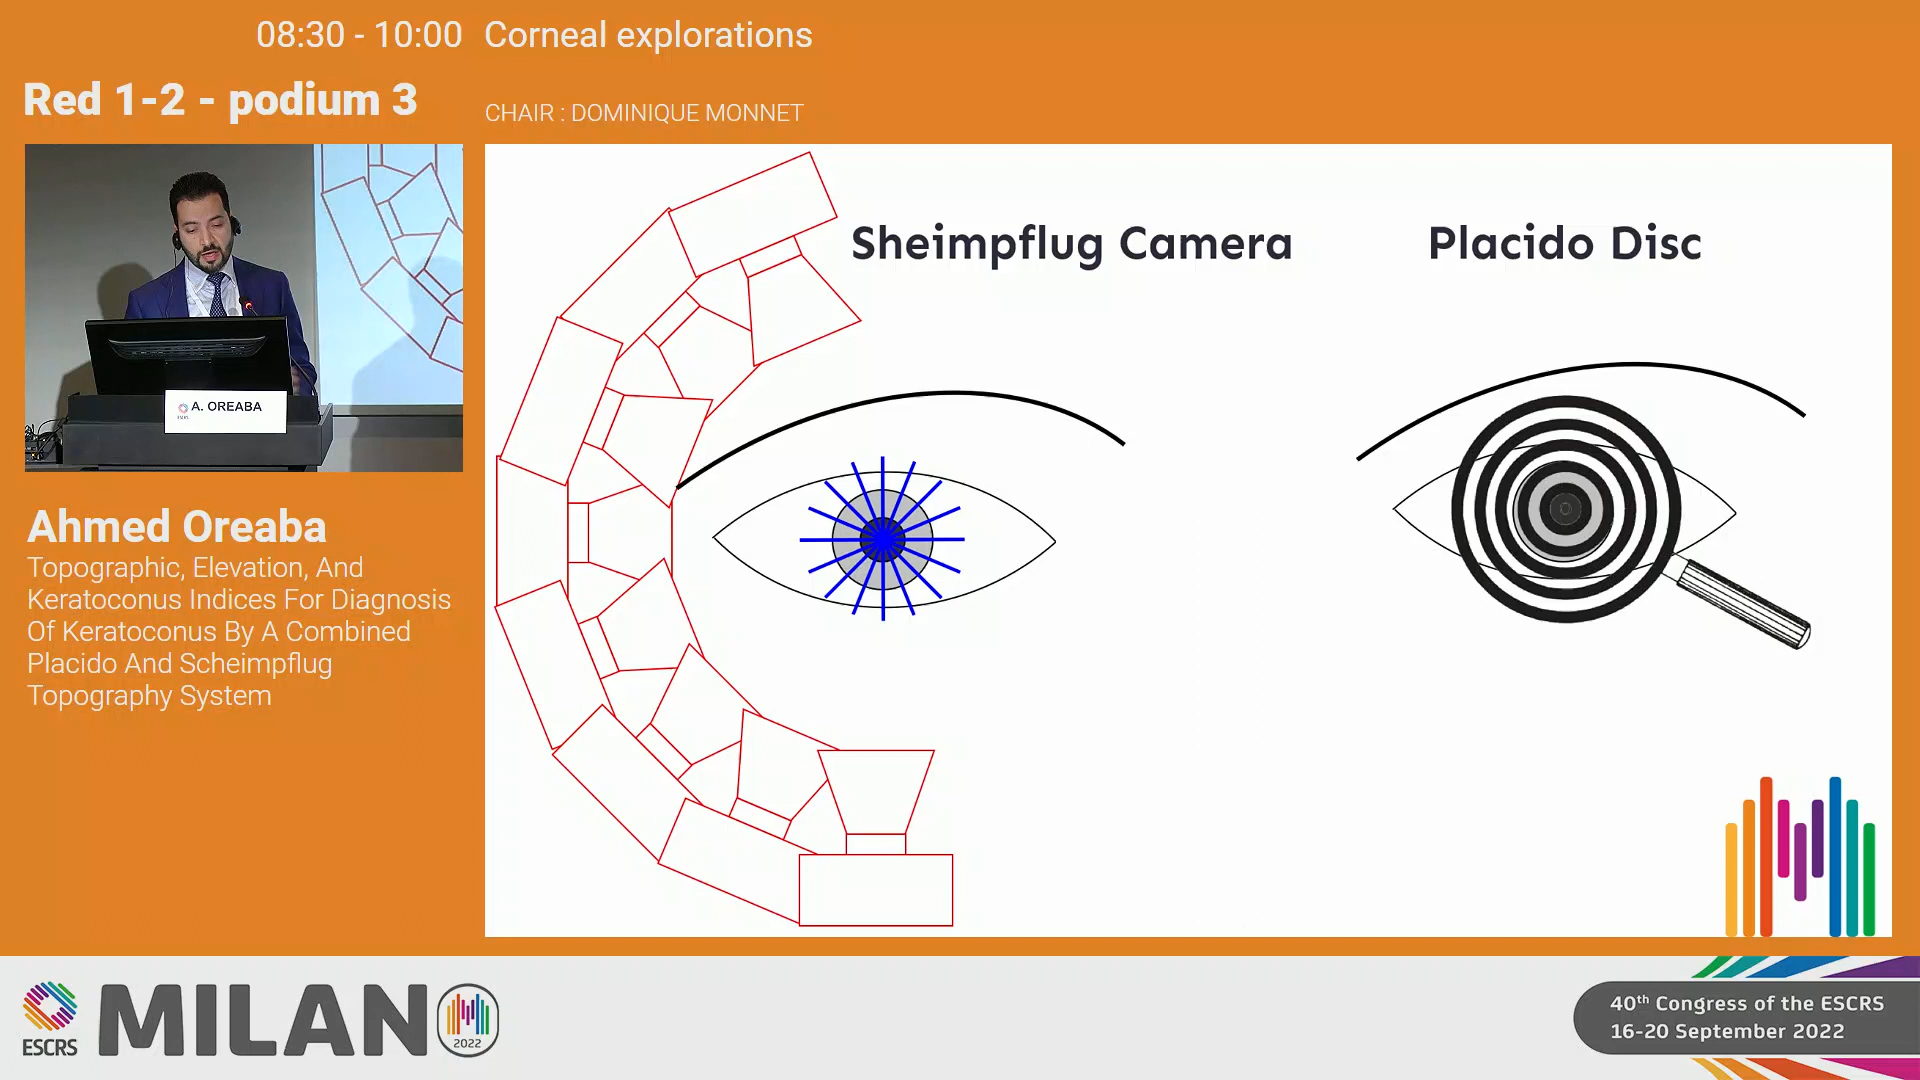 08:30 - 10:00 Corneal explorations
Red 1-2 - podium 3
CHAIR : DOMINIQUE MONNET
Sheimpflug Camera
Placido Disc
A. OREABA
Ahmed Oreaba
Topographic, Elevation, And
Keratoconus Indices For Diagnosis
Of Keratoconus By A Combined
Placido And Scheimpflug
Topography System
ESCRS
MILANO
2022
40th Congress of the ESCRS
16-20 September 2022